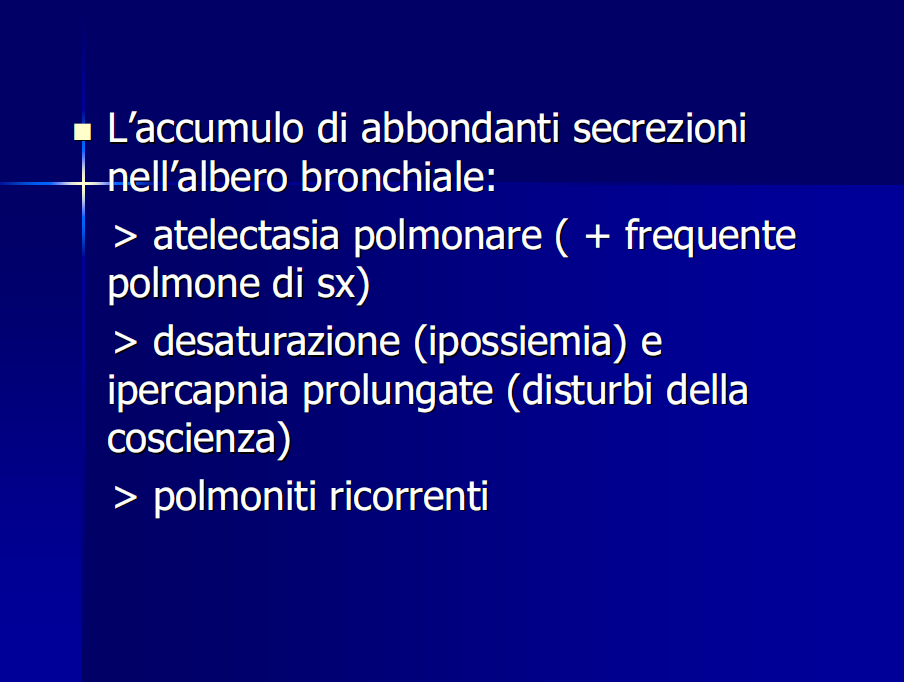 L’accumulo di abbondanti secrezioni
nell’albero bronchiale:
> atelectasia polmonare ( + frequente
polmone di sx)
> desaturazione (ipossiemia) e
ipercapnia prolungate (disturbi della
coscienza)
> polmoniti ricorrenti